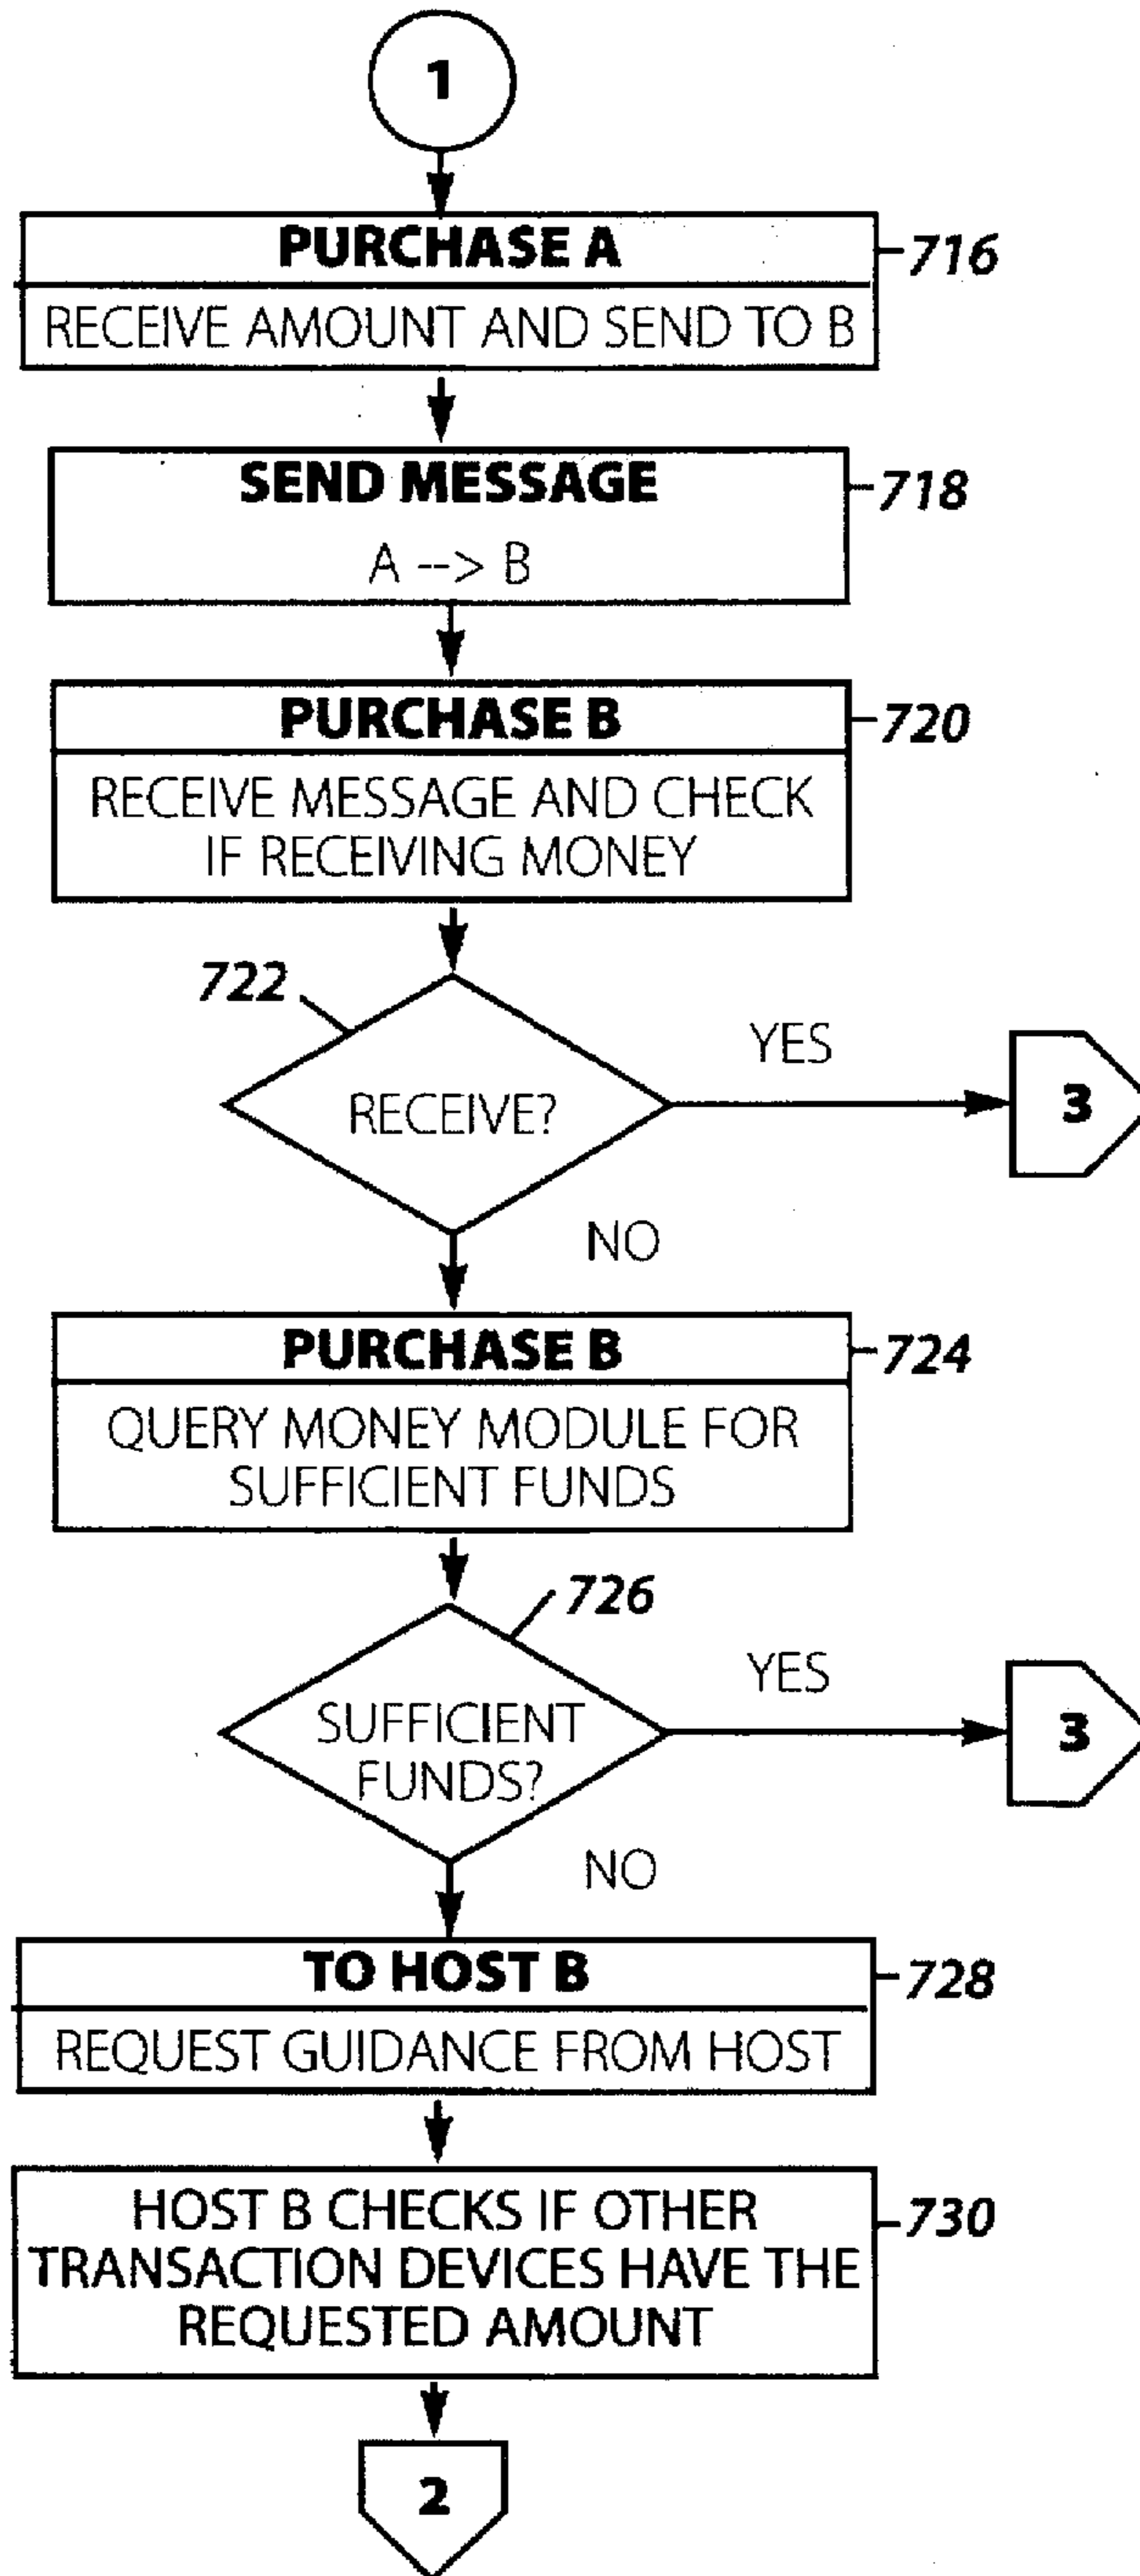 1
PURCHASE A
716
RECEIVE AMOUNT AND SEND TO B
SEND MESSAGE
718
A --> B
PURCHASE B
720
RECEIVE MESSAGE AND CHECK
IF RECEIVING MONEY
722
YES
RECEIVE?
3
NO
PURCHASE B
724
QUERY MONEY MODULE FOR
SUFFICIENT FUNDS
726
YES
SUFFICIENT
FUNDS?
3
NO
TO HOST B
728
REQUEST GUIDANCE FROM HOST
HOST B CHECKS IF OTHER
TRANSACTION DEVICES HAVE THE
REQUESTED AMOUNT
730
2